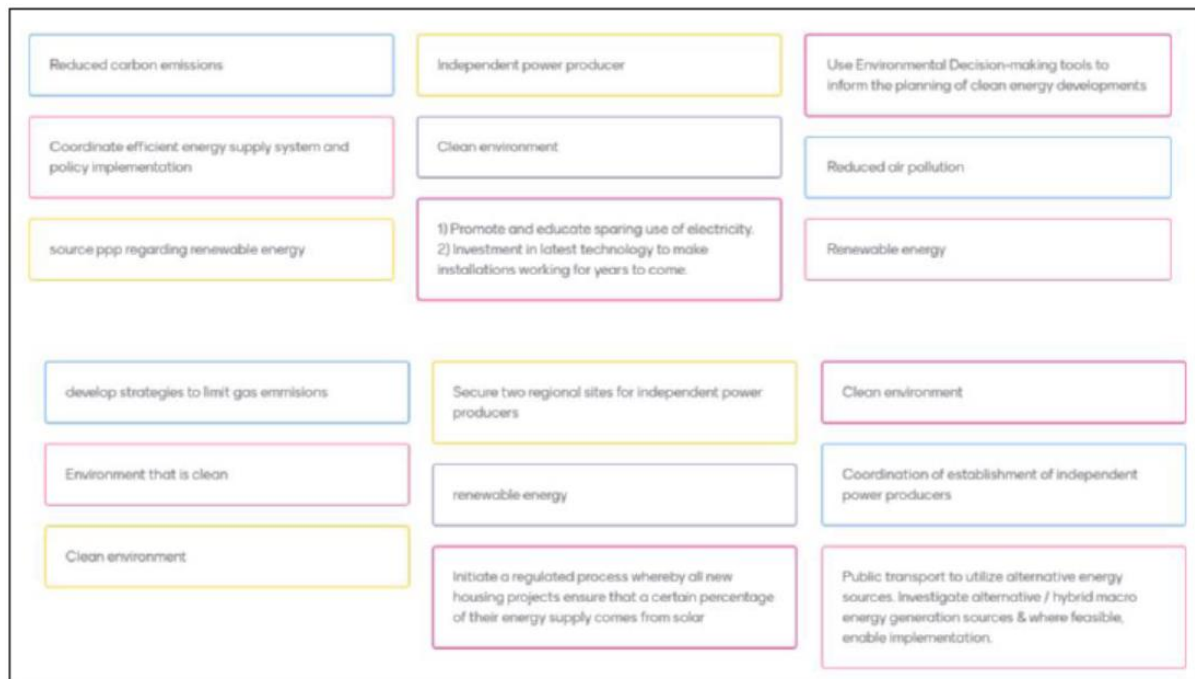 Reduced carbon emissions
Coordinate efficient energy supply system and
policy implementation
source ppp regarding renewable energy
Independent power producer
Clean environment
1) Promote and educate sparing use of electricity.
2) Investment in latest technology to make
installations working for years to come.
Use Environmental Decision-making tools to
inform the planning of clean energy developments
Reduced air pollution
Renewable energy
develop strategies to limit gas emmisions
Environment that is clean
Clean environment
Secure two regional sites for independent power
producers
renewable energy
Initiate a regulated process whereby all new
housing projects ensure that a certain percentage
of their energy supply comes from solar
Clean environment
Coordination of establishment of independent
power producers
Public transport to utilize alternative energy
sources. Investigate alternative / hybrid macro
energy generation sources & where feasible,
enable implementation.